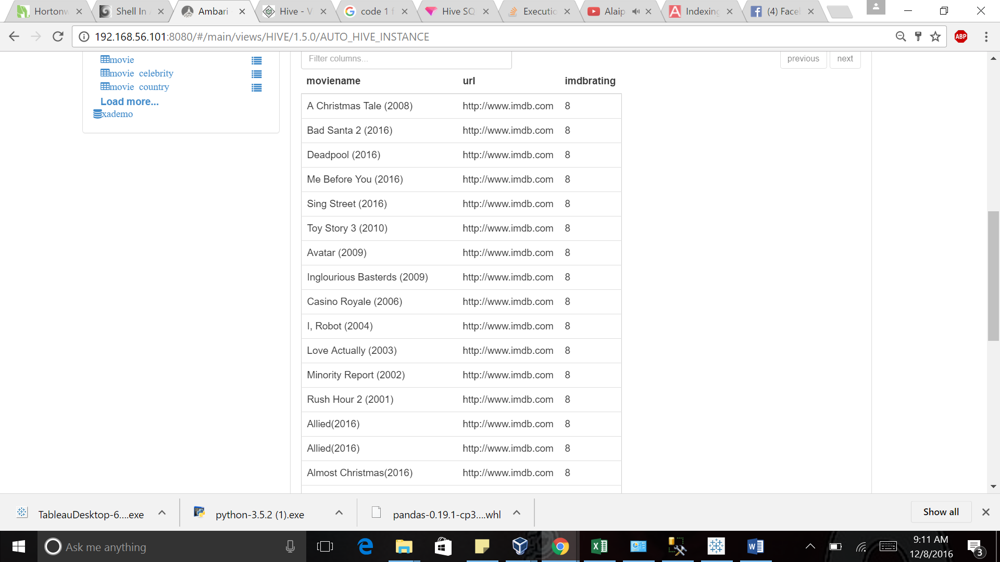 Hortonw Shell In A Ambari Hive - V code 1 f Hive SQ Executio Alaip Indexing (4) Face
192.168.56.101:8080/#/main/views/HIVE/1.5.0/AUTO_HIVE_INSTANCE
ABP
movie
movie celebrity
movie country
Load more...
xademo
Filter columns...
previous next
moviename url imdbrating
A Christmas Tale (2008) http://www.imdb.com 8
Bad Santa 2 (2016) http://www.imdb.com 8
Deadpool (2016) http://www.imdb.com 8
Me Before You (2016) http://www.imdb.com 8
Sing Street (2016) http://www.imdb.com 8
Toy Story 3 (2010) http://www.imdb.com 8
Avatar (2009) http://www.imdb.com 8
Inglourious Basterds (2009) http://www.imdb.com 8
Casino Royale (2006) http://www.imdb.com 8
I, Robot (2004) http://www.imdb.com 8
Love Actually (2003) http://www.imdb.com 8
Minority Report (2002) http://www.imdb.com 8
Rush Hour 2 (2001) http://www.imdb.com 8
Allied(2016) http://www.imdb.com 8
Allied(2016) http://www.imdb.com 8
Almost Christmas(2016) http://www.imdb.com 8
TableauDesktop-6....exe python-3.5.2 (1).exe pandas-0.19.1-cp3....whl Show all
Ask me anything
9:11 AM
12/8/2016
3